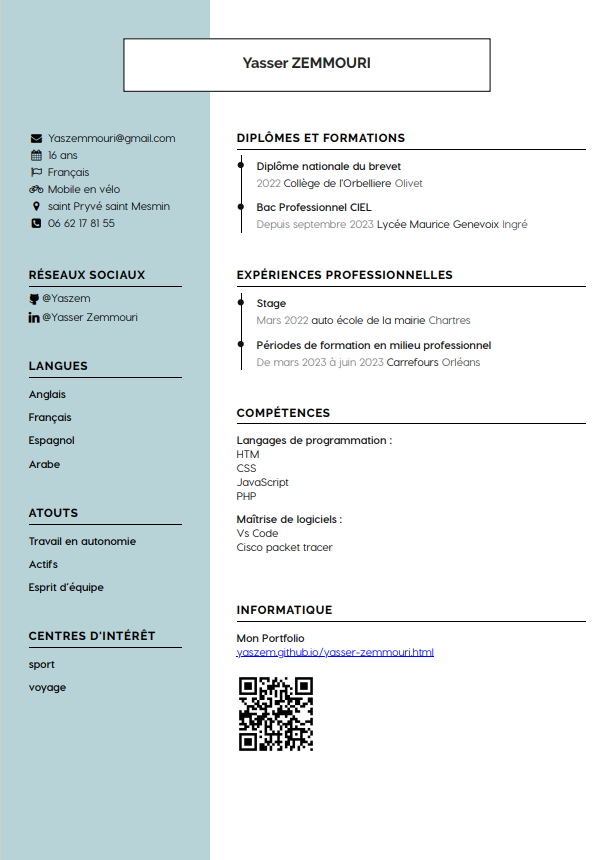 Yasser ZEMMOURI
Yaszemmouri@gmail.com
16 ans
Français
Mobile en vélo
saint Pryvé saint Mesmin
06 62 17 81 55
RÉSEAUX SOCIAUX
@Yaszem
@Yasser Zemmouri
LANGUES
Anglais
Français
Espagnol
Arabe
ATOUTS
Travail en autonomie
Actifs
Esprit d'équipe
CENTRES D'INTÉRÊT
sport
voyage
DIPLÔMES ET FORMATIONS
Diplôme nationale du brevet
2022 Collège de l'Orbelliere Olivet
Bac Professionnel CIEL
Depuis septembre 2023 Lycée Maurice Genevoix Ingré
EXPÉRIENCES PROFESSIONNELLES
Stage
Mars 2022 auto école de la mairie Chartres
Périodes de formation en milieu professionnel
De mars 2023 à juin 2023 Carrefours Orléans
COMPÉTENCES
Langages de programmation :
HTM
CSS
JavaScript
PHP
Maîtrise de logiciels :
Vs Code
Cisco packet tracer
INFORMATIQUE
Mon Portfolio
yaszem.github.io/yasser-zemmouri.html